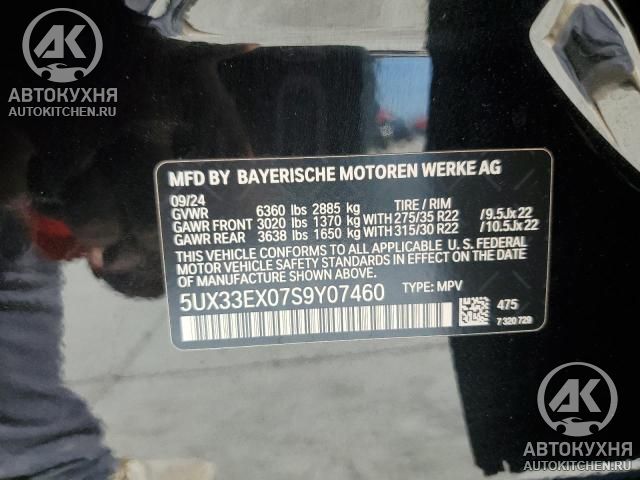 AK
АВТОКУХНЯ
AUTOKITCHEN.RU
MFD BY BAYERISCHE MOTOREN WERKE AG
09/24
GVWR 6360 lbs 2885 kg TIRE / RIM
GAWR FRONT 3020 lbs 1370 kg WITH 275/35 R22 /9.5Jx22
GAWR REAR 3638 lbs 1650 kg WITH 315/30 R22 /10.5Jx22
THIS VEHICLE CONFORMS TO ALL APPLICABLE U.S. FEDERAL
MOTOR VEHICLE SAFETY STANDARDS IN EFFECT ON THE DATE
OF MANUFACTURE SHOWN ABOVE.
5UX33EX07S9Y07460 TYPE: MPV
475
7 320 729
AK
АВТОКУХНЯ
AUTOKITCHEN.RU